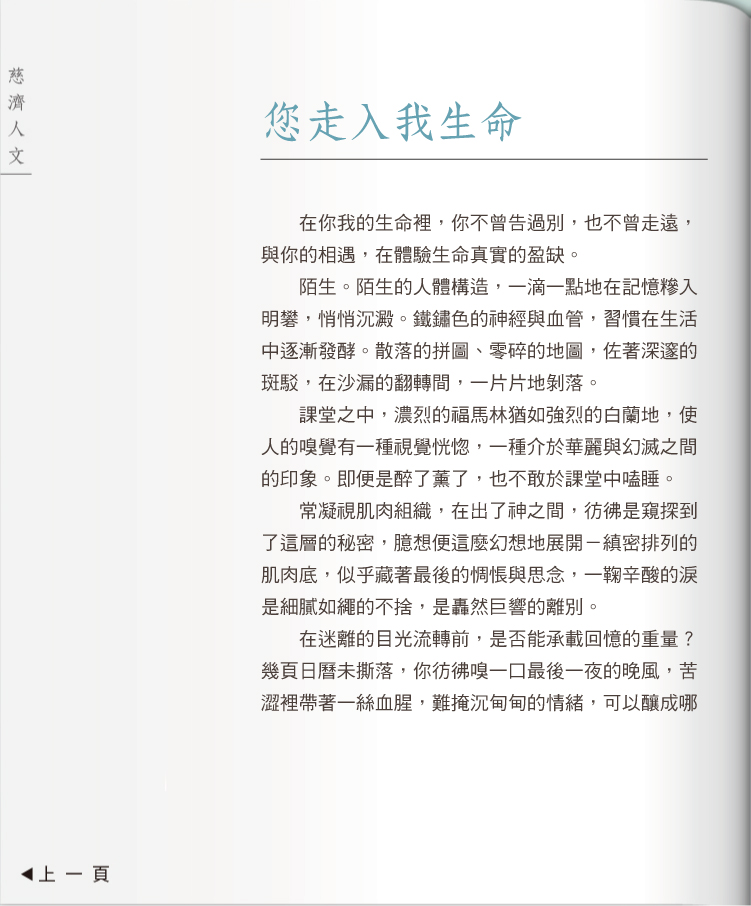 慈濟人文
您走入我生命
在你我的生命裡，你不曾告過別，也不曾走遠，
與你的相遇，在體驗生命真實的盈缺。
陌生。陌生的人體構造，一滴一點地在記憶糝入
明礬，悄悄沉澱。鐵鏽色的神經與血管，習慣在生活
中逐漸發酵。散落的拼圖、零碎的地圖，佐著深邃的
斑駁，在沙漏的翻轉間，一片片地剝落。
課堂之中，濃烈的福馬林猶如強烈的白蘭地，使
人的嗅覺有一種視覺恍惚，一種介於華麗與幻滅之間
的印象。即便是醉了薰了，也不敢於課堂中嗑睡。
常凝視肌肉組織，在出了神之間，彷彿是窺探到
了這層的秘密，臆想便這麼幻想地展開－縝密排列的
肌肉底，似乎藏著最後的惆悵與思念，一鞠辛酸的淚
是細膩如繩的不捨，是轟然巨響的離別。
在迷離的目光流轉前，是否能承載回憶的重量？
幾頁日曆未撕落，你彷彿嗅一口最後一夜的晚風，苦
澀裡帶著一絲血腥，難掩沉甸甸的情緒，可以釀成哪
◀上一頁